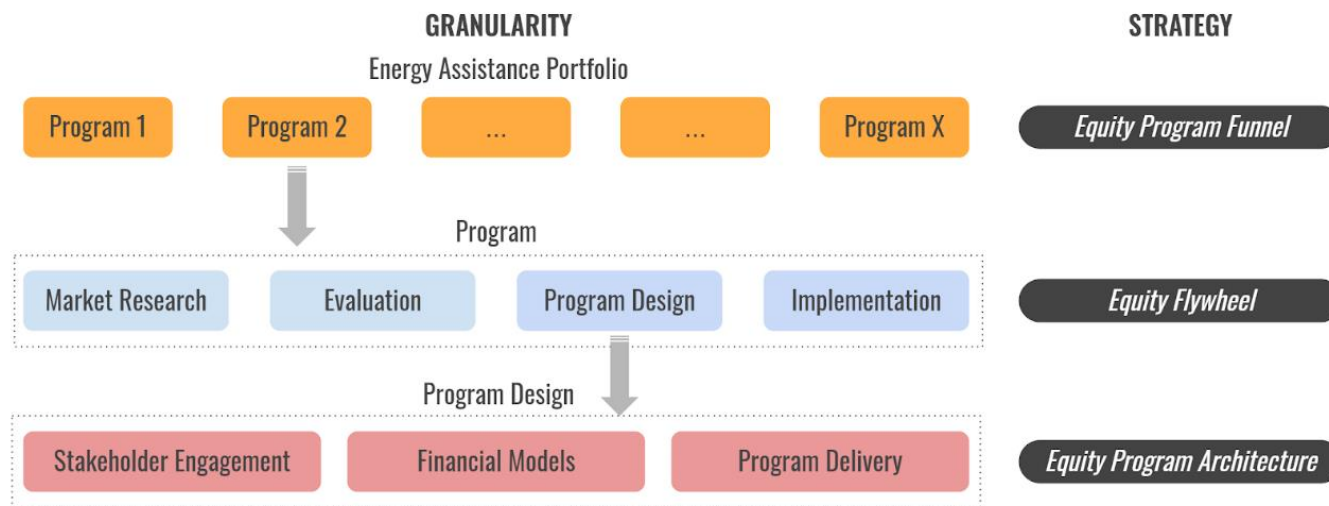 GRANULARITY
STRATEGY
Energy Assistance Portfolio
Program 1
Program 2
...
...
Program X
Equity Program Funnel
Program
Market Research
Evaluation
Program Design
Implementation
Equity Flywheel
Program Design
Stakeholder Engagement
Financial Models
Program Delivery
Equity Program Architecture